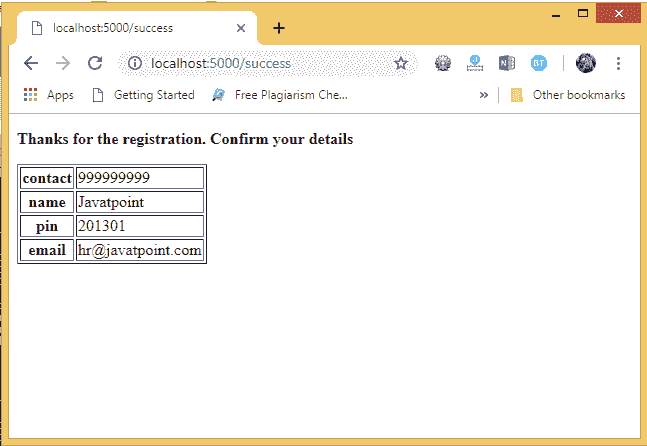 localhost:5000/success
localhost:5000/success
Apps Getting Started Free Plagiarism Che... » Other bookmarks
Thanks for the registration. Confirm your details
contact 999999999
name Javatpoint
pin 201301
email hr@javatpoint.com